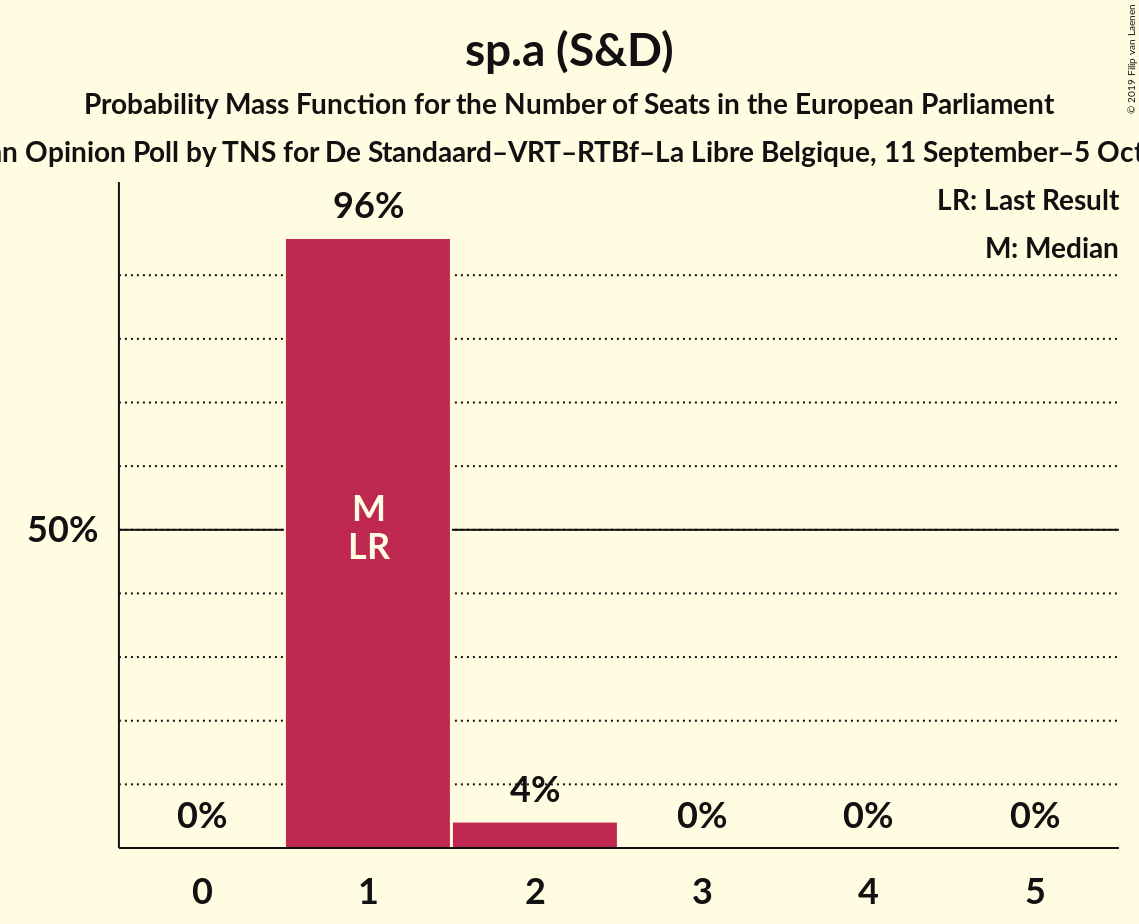 sp.a (S&D)
Probability Mass Function for the Number of Seats in the European Parliament
Opinion Poll by TNS for De Standaard–VRT–RTBf–La Libre Belgique, 11 September–5
© 2019 Filip van Laenen
LR: Last Result
M: Median
96%
50%
M
LR
0%
4%
0%
0%
0%
0
1
2
3
4
5